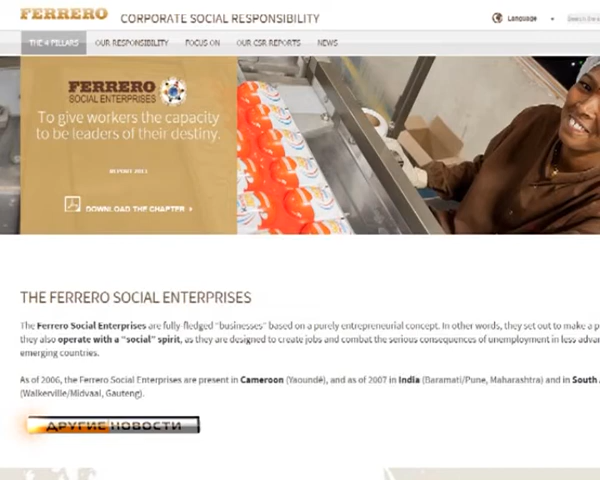 FERRERO CORPORATE SOCIAL RESPONSIBILITY Language Search the
THE 4 PILLARS OUR RESPONSIBILITY FOCUS ON OUR CSR REPORTS NEWS
FERRERO
SOCIAL ENTERPRISES
To give workers the capacity
to be leaders of their destiny.
REPORT 2013
DOWNLOAD THE CHAPTER
THE FERRERO SOCIAL ENTERPRISES
The Ferrero Social Enterprises are fully-fledged "businesses" based on a purely entrepreneurial concept. In other words, they set out to make a p
they also operate with a "social" spirit, as they are designed to create jobs and combat the serious consequences of unemployment in less advan
emerging countries.
As of 2006, the Ferrero Social Enterprises are present in Cameroon (Yaoundé), and as of 2007 in India (Baramati/Pune, Maharashtra) and in South A
(Walkerville/Midvaal, Gauteng).
ДРУГИЕ НОВОСТИ